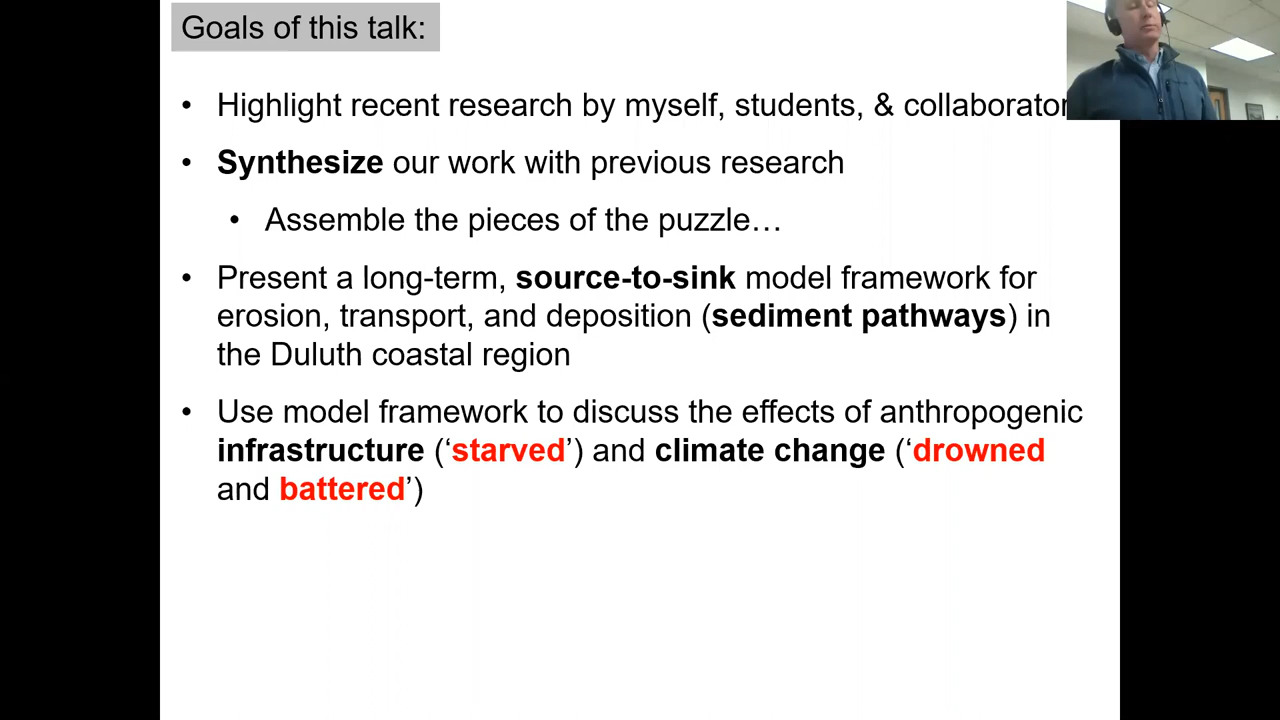 Goals of this talk:
• Highlight recent research by myself, students, & collaborator
• Synthesize our work with previous research
• Assemble the pieces of the puzzle…
• Present a long-term, source-to-sink model framework for
erosion, transport, and deposition (sediment pathways) in
the Duluth coastal region
• Use model framework to discuss the effects of anthropogenic
infrastructure (‘starved’) and climate change (‘drowned
and battered’)